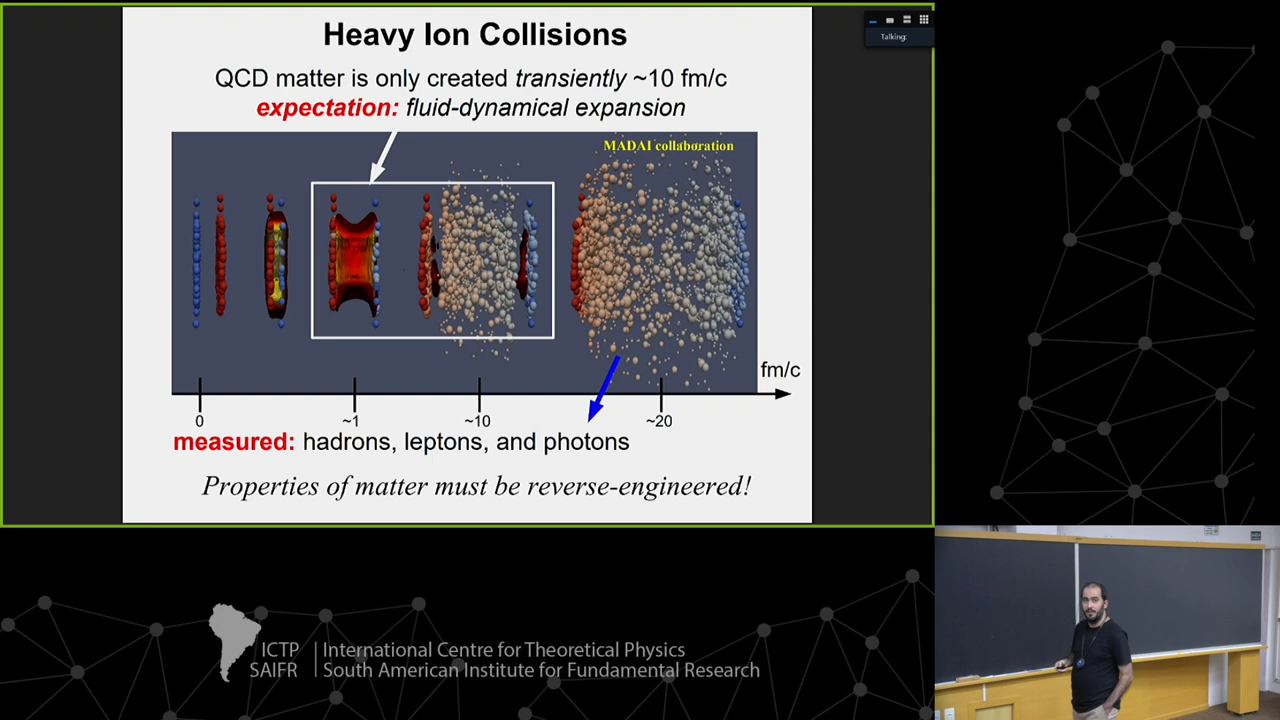 Heavy Ion Collisions
QCD matter is only created transiently ~10 fm/c
expectation: fluid-dynamical expansion
MADAI collaboration
fm/c
0
~1
~10
~20
measured: hadrons, leptons, and photons
Properties of matter must be reverse-engineered!
Talking:
ICTP
SAIFR
International Centre for Theoretical Physics
South American Institute for Fundamental Research